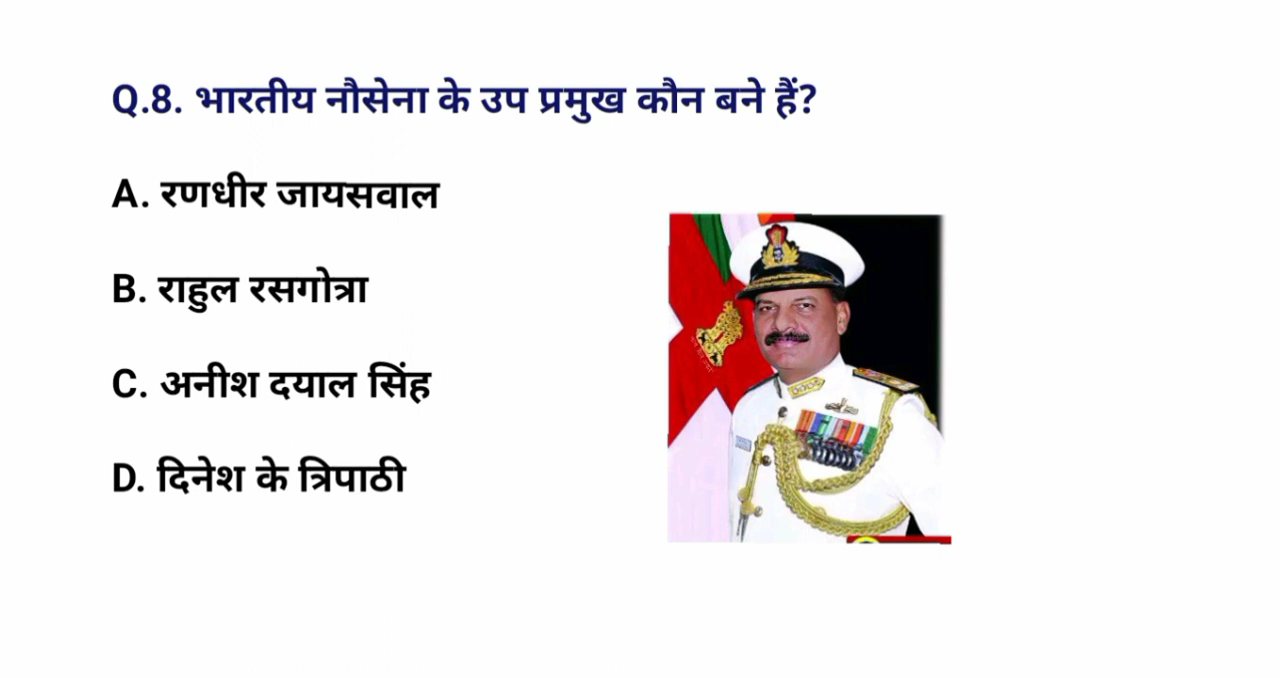 Q.8. भारतीय नौसेना के उप प्रमुख कौन बने हैं?
A. रणधीर जायसवाल
B. राहुल रसगोत्रा
C. अनीश दयाल सिंह
D. दिनेश के त्रिपाठी